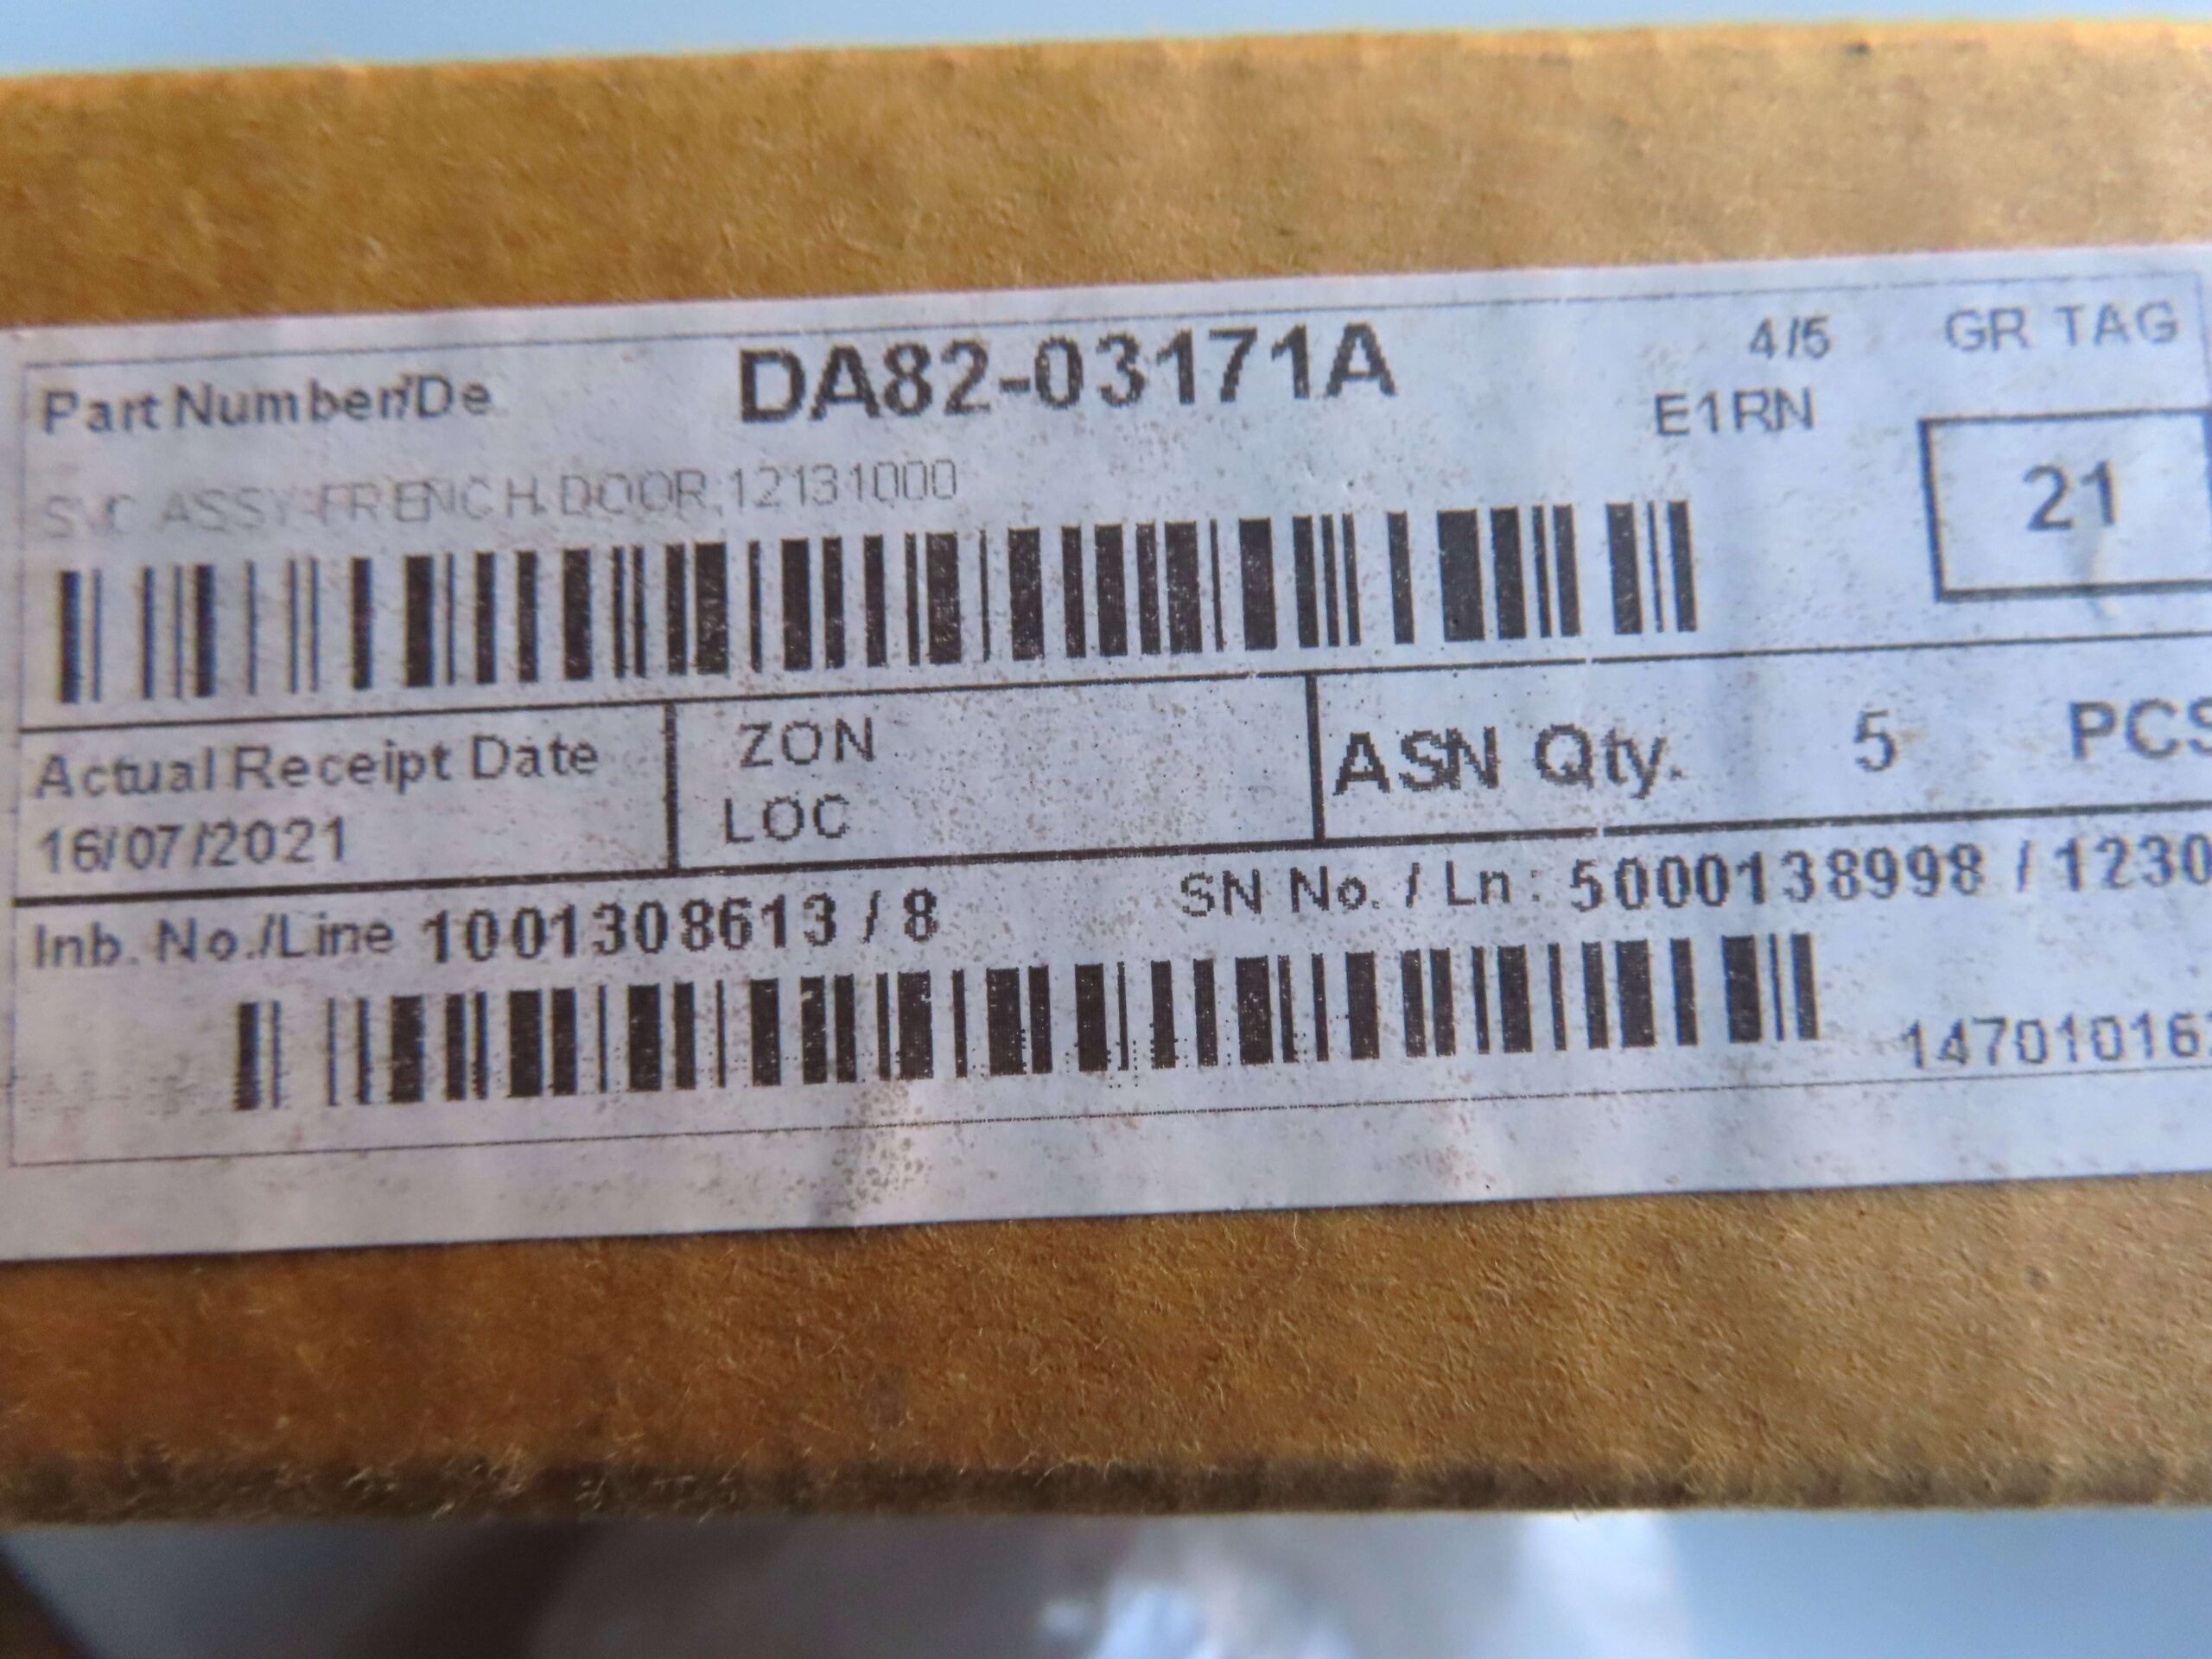 Part Number/De DA82-03171A 4/5 GR TAG
E1RN
SVC ASSY-FRENCH.DOOR,12131000
21
Actual Receipt Date
16/07/2021
ZON
LOC
ASN Qty. 5 PCS
Inb. No./Line 1001308613 / 8 SN No. / Ln : 5000138998 / 1230
14701016